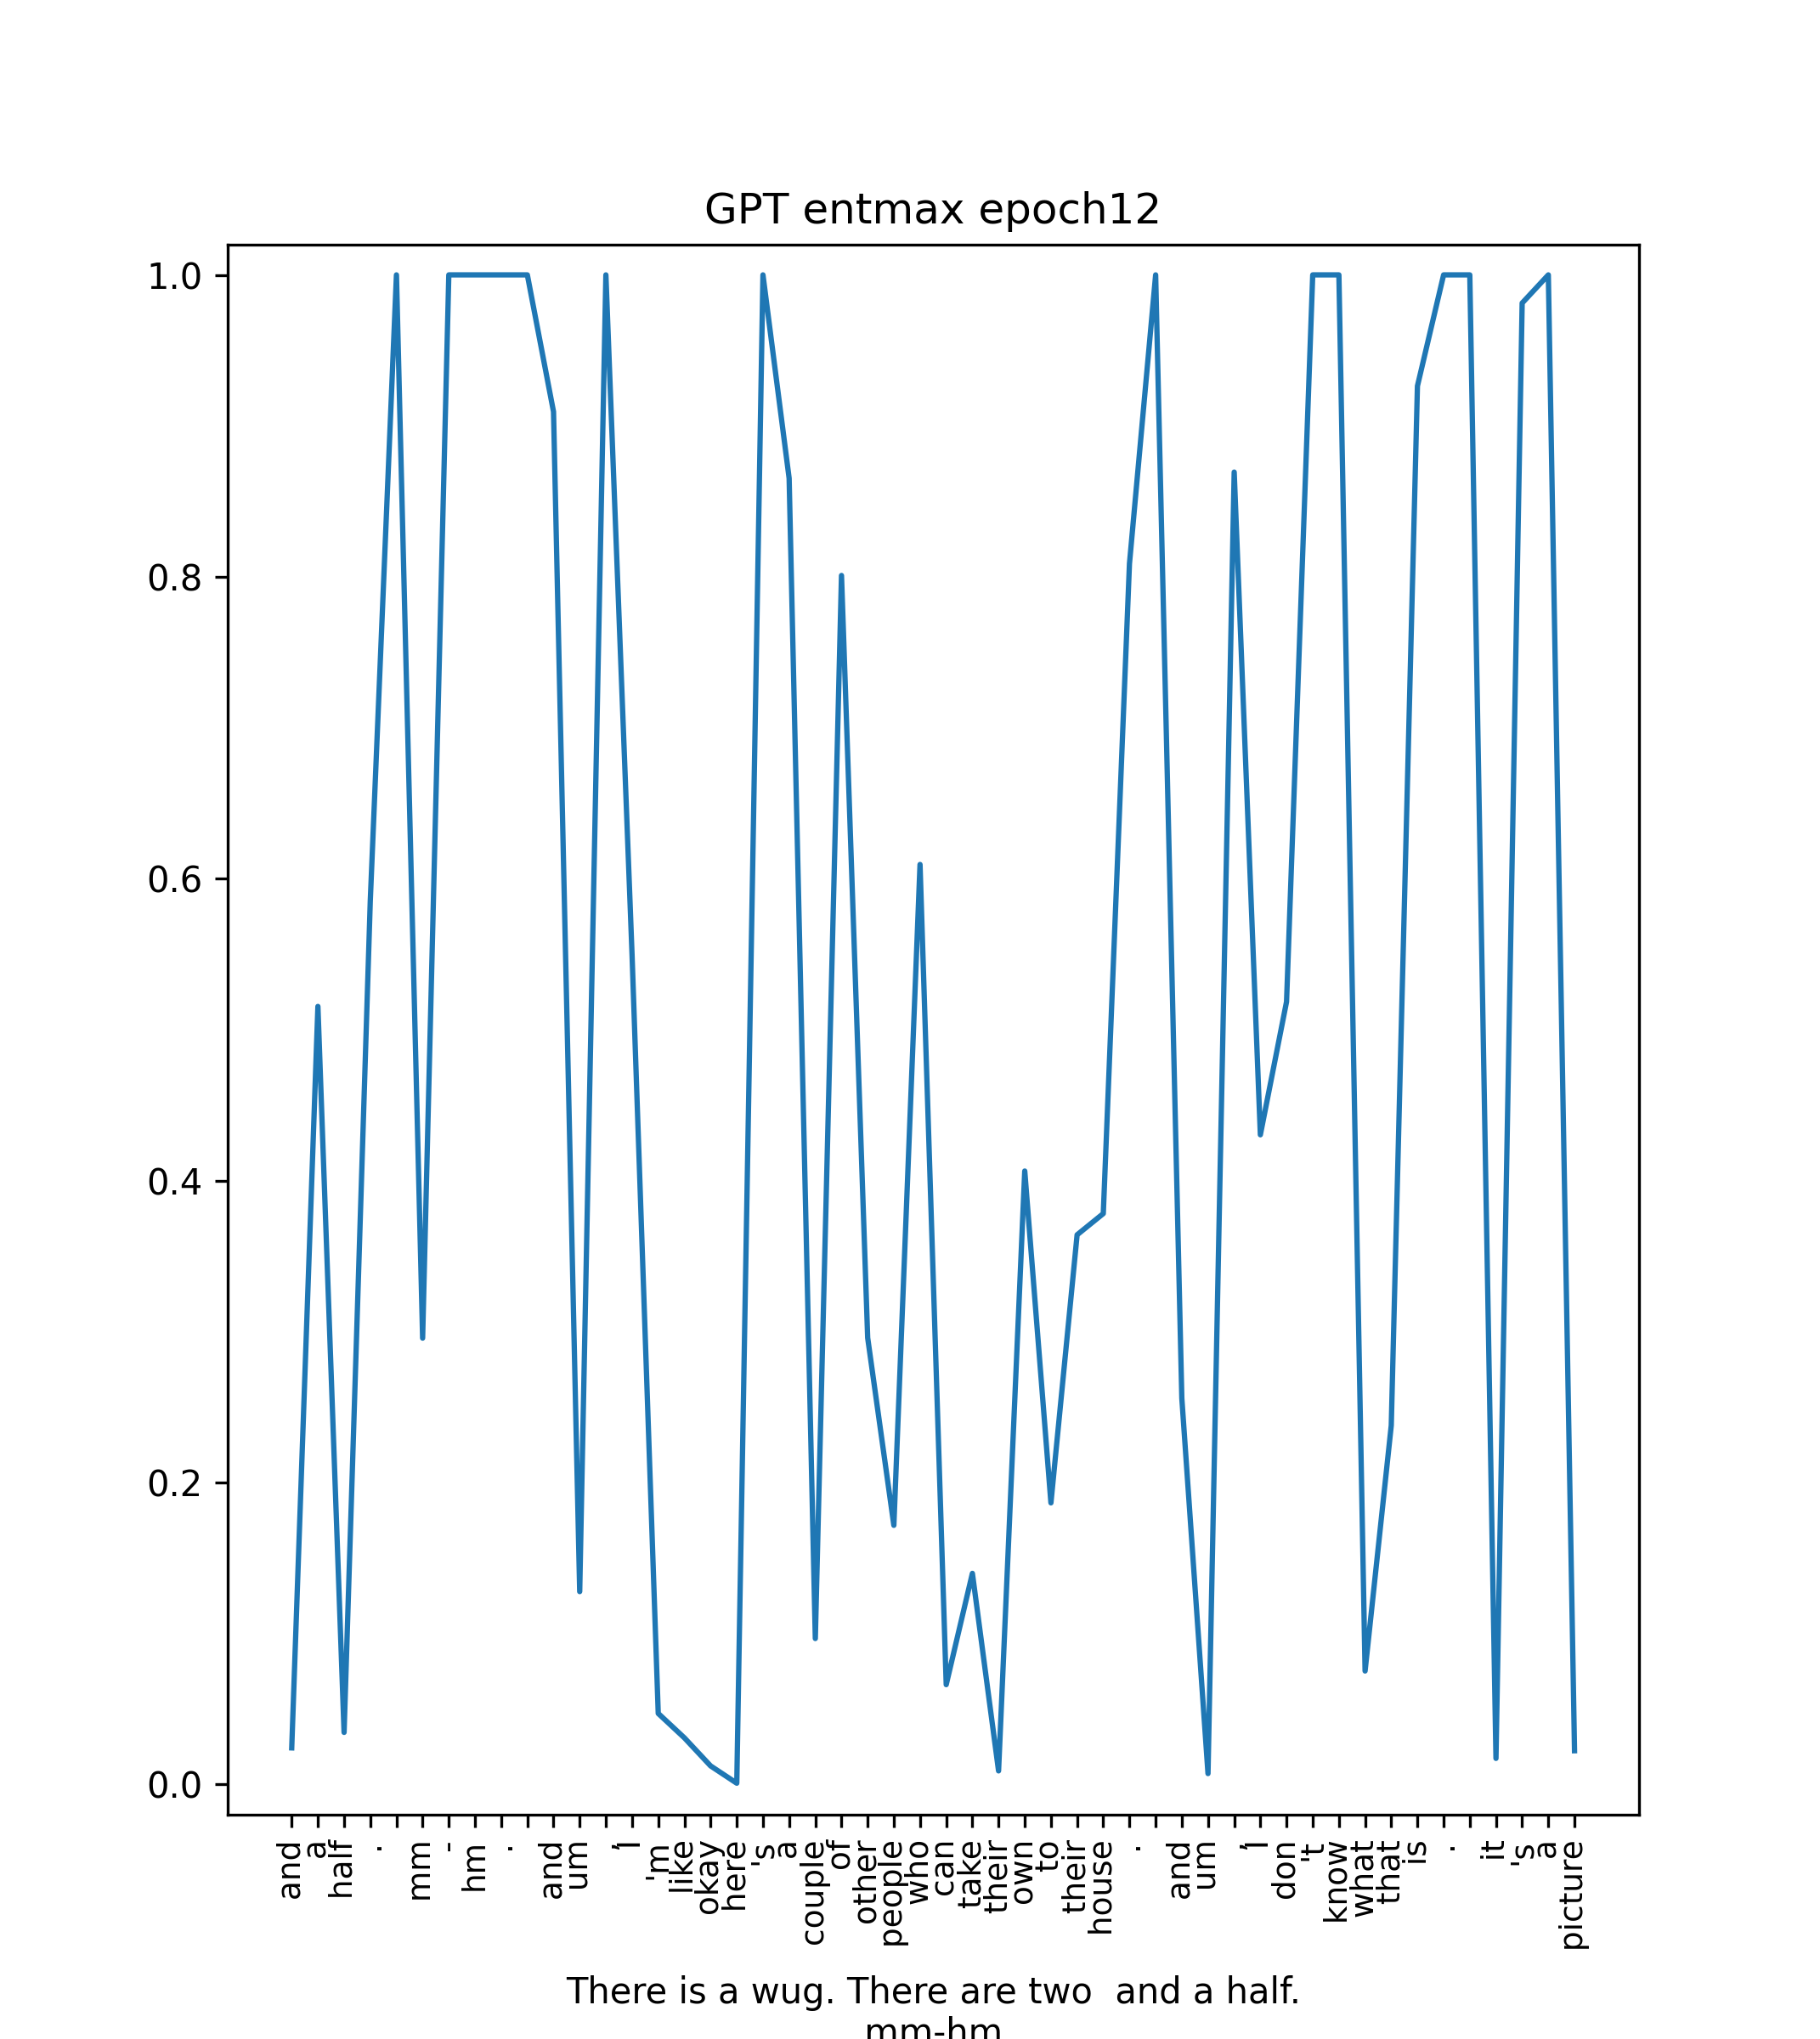 GPT entmax epoch12
1.0
0.8
0.6
0.4
0.2
0.0
and
a
half
.
mm
-
hm
.
and
um
,
I
'm
like
okay
here
's
a
couple
of
other
people
who
can
take
their
own
to
their
house
.
and
um
,
I
don
't
know
what
that
is
.
it
's
a
picture
There is a wug. There are two  and a half.
mm-hm